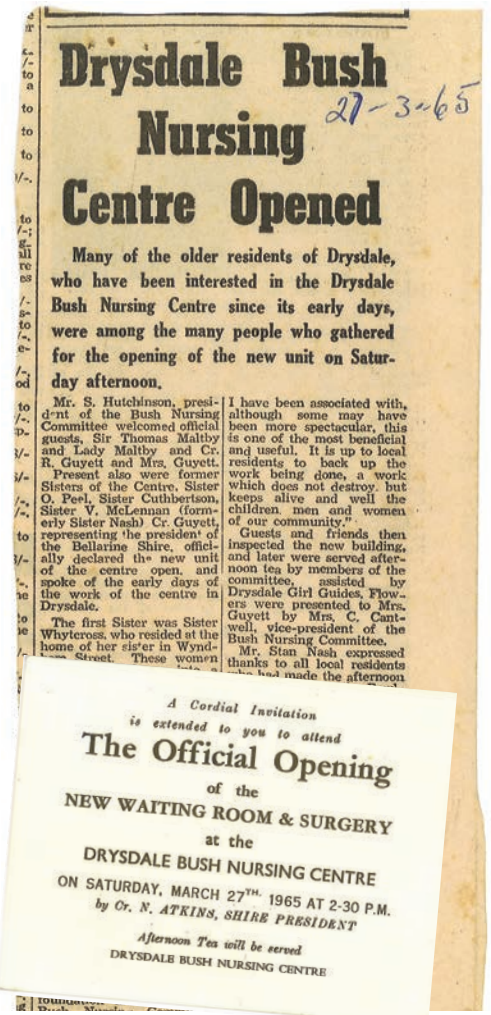 Drysdale Bush
Nursing
Centre Opened
27-3-65
Many of the older residents of Drysdale,
who have been interested in the Drysdale
Bush Nursing Centre since its early days,
were among the many people who gathered
for the opening of the new unit on Satur-
day afternoon.
Mr. S. Hutchinson, presi-
dent of the Bush Nursing
Committee welcomed official
guests, Sir Thomas Maltby
and Lady Maltby and Cr.
R. Guyett and Mrs. Guyett.
Present also were former
Sisters of the Centre, Sister
O. Peel, Sister Cuthbertson,
Sister V. McLennan (form-
erly Sister Nash) Cr. Guyett,
representing the president of
the Bellarine Shire, offici-
ally declared the new unit
of the centre open, and
spoke of the early days of
the work of the centre in
Drysdale.
The first Sister was Sister
Whytcross, who resided at the
home of her sister in Wynd-
ham Street. These women
into a
I have been associated with,
although some may have
been more spectacular, this
is one of the most beneficial
and useful. It is up to local
residents to back up the
work being done, a work
which does not destroy, but
keeps alive and well the
children, men and women
of our community."
Guests and friends then
inspected the new building,
and later were served after-
noon tea by members of the
committee, assisted by
Drysdale Girl Guides, Flow-
ers were presented to Mrs.
Guyett by Mrs. C. Cant-
well, vice-president of the
Bush Nursing Committee.
Mr. Stan Nash expressed
thanks to all local residents
who had made the afternoon
A Cordial Invitation
is extended to you to attend
The Official Opening
of the
NEW WAITING ROOM & SURGERY
at the
DRYSDALE BUSH NURSING CENTRE
ON SATURDAY, MARCH 27TH. 1965 AT 2-30 P.M.
by Cr. N. ATKINS, SHIRE PRESIDENT
Afternoon Tea will be served
DRYSDALE BUSH NURSING CENTRE
foundation